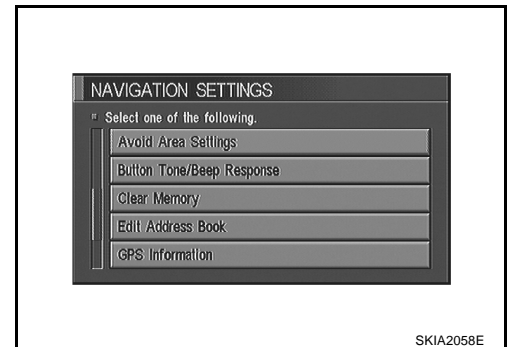 NAVIGATION SETTINGS
Select one of the following.
Avoid Area Settings
Button Tone/Beep Response
Clear Memory
Edit Address Book
GPS Information
SKIA2058E